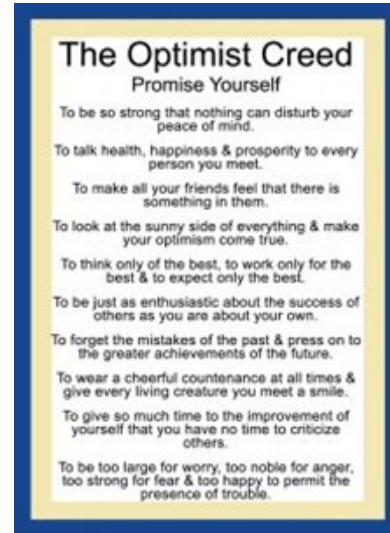 The Optimist Creed
Promise Yourself
To be so strong that nothing can disturb your
peace of mind.
To talk health, happiness & prosperity to every
person you meet.
To make all your friends feel that there is
something in them.
To look at the sunny side of everything & make
your optimism come true.
To think only of the best, to work only for the
best & to expect only the best.
To be just as enthusiastic about the success of
others as you are about your own.
To forget the mistakes of the past & press on to
the greater achievements of the future.
To wear a cheerful countenance at all times &
give every living creature you meet a smile.
To give so much time to the improvement of
yourself that you have no time to criticize
others.
To be too large for worry, too noble for anger,
too strong for fear & too happy to permit the
presence of trouble.